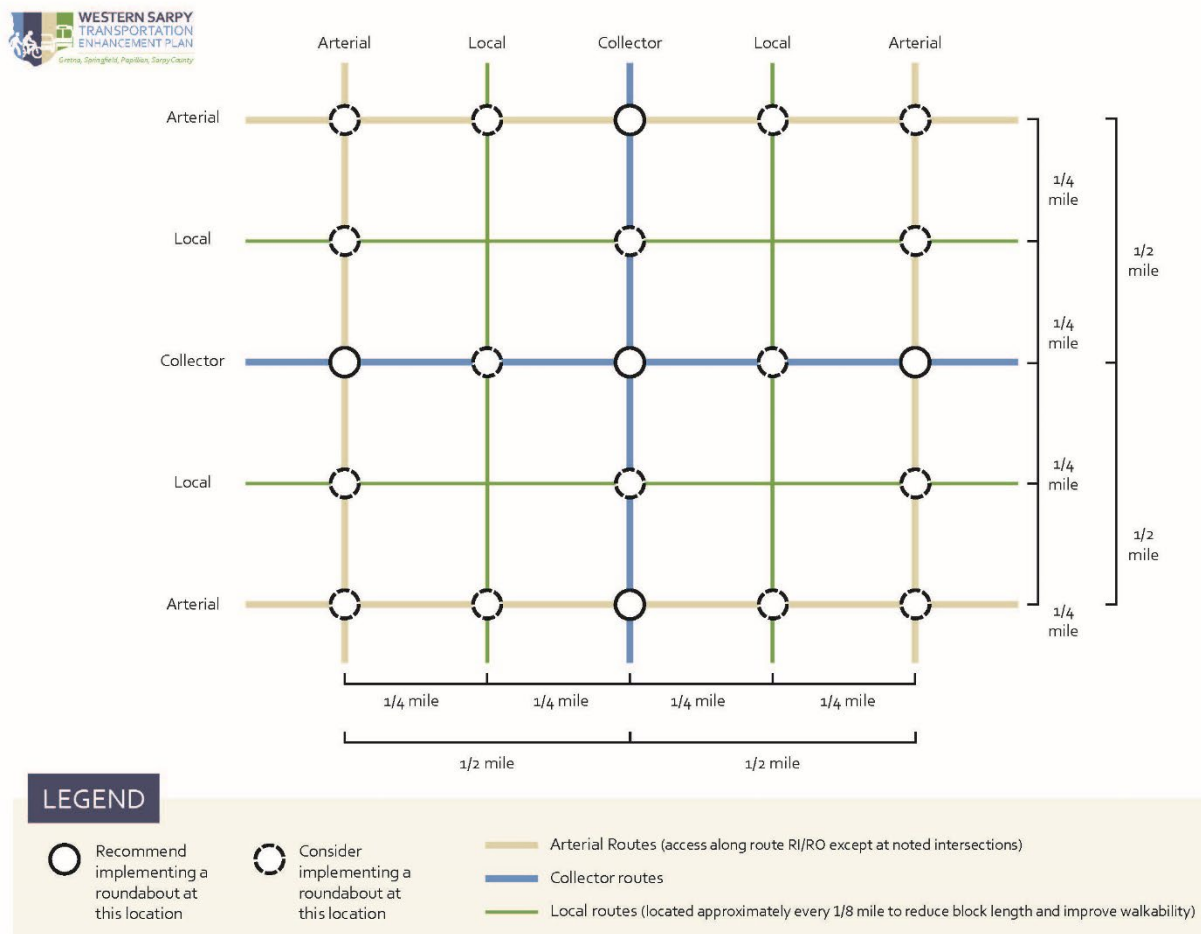 WESTERN SARPY
TRANSPORTATION
ENHANCEMENT PLAN
Gretna, Springfield, Papillion, Sarpy County
Arterial
Local
Collector
Local
Arterial
Arterial
Local
Collector
Local
Arterial
1/4
mile
1/4
mile
1/4
mile
1/4
mile
1/2
mile
1/2
mile
1/4 mile
1/4 mile
1/4 mile
1/4 mile
1/2 mile
1/2 mile
LEGEND
Recommend
implementing a
roundabout at
this location
Consider
implementing a
roundabout at
this location
Arterial Routes (access along route RI/RO except at noted intersections)
Collector routes
Local routes (located approximately every 1/8 mile to reduce block length and improve walkability)